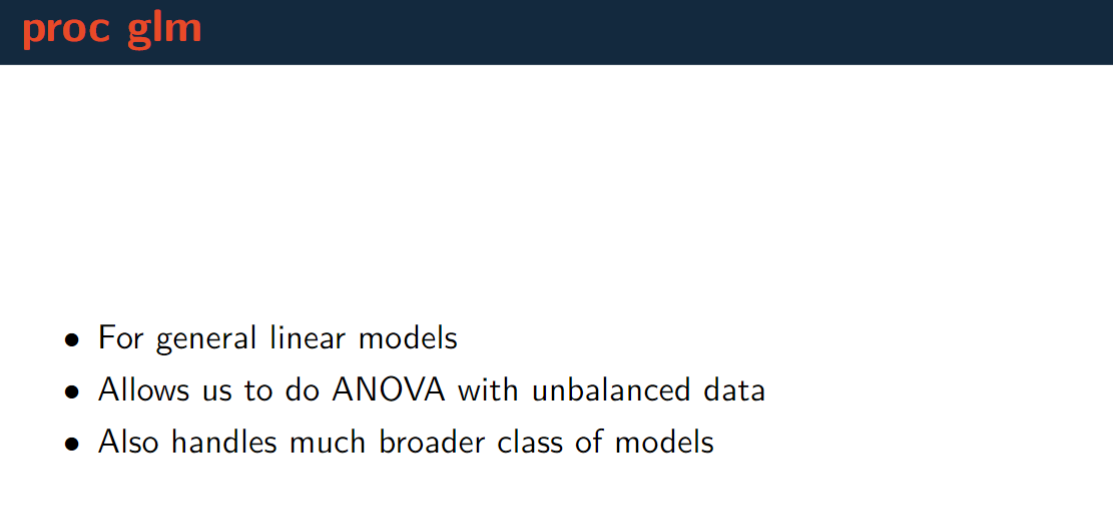 proc glm
• For general linear models
• Allows us to do ANOVA with unbalanced data
• Also handles much broader class of models